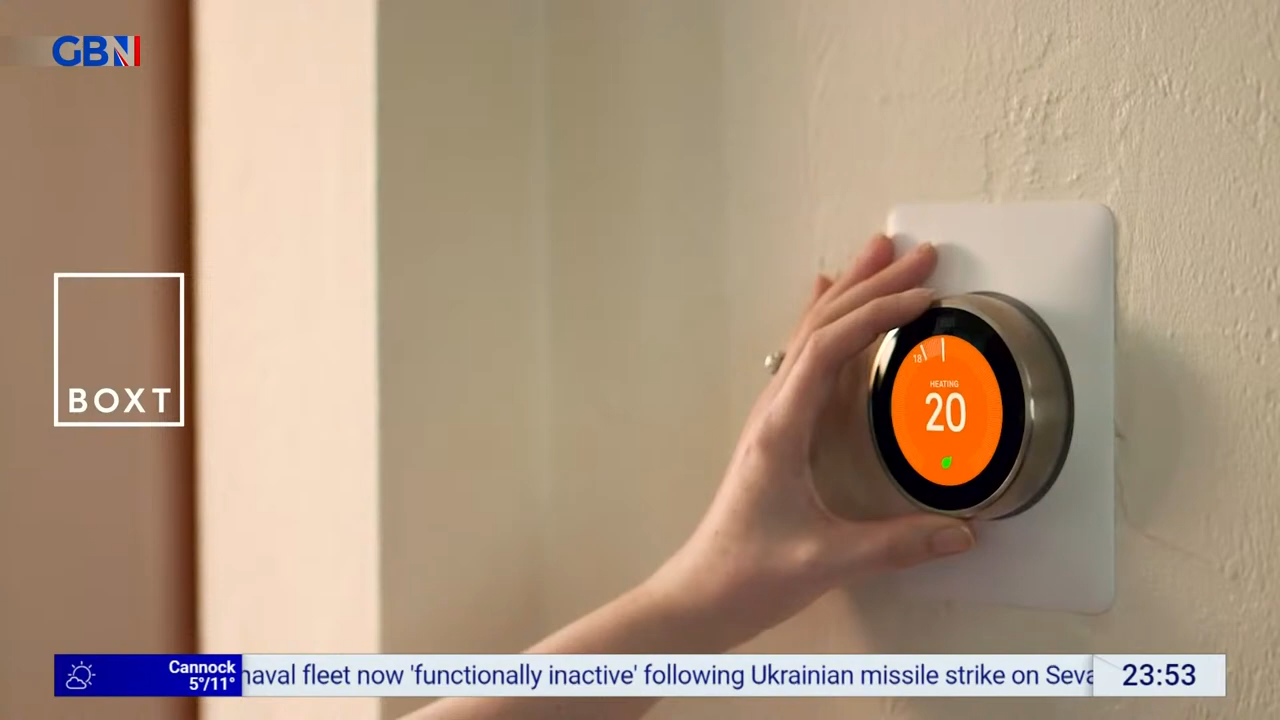 GBN
BOXT
18
HEATING
20
Cannock
5°/11°
naval fleet now 'functionally inactive' following Ukrainian missile strike on
23:53